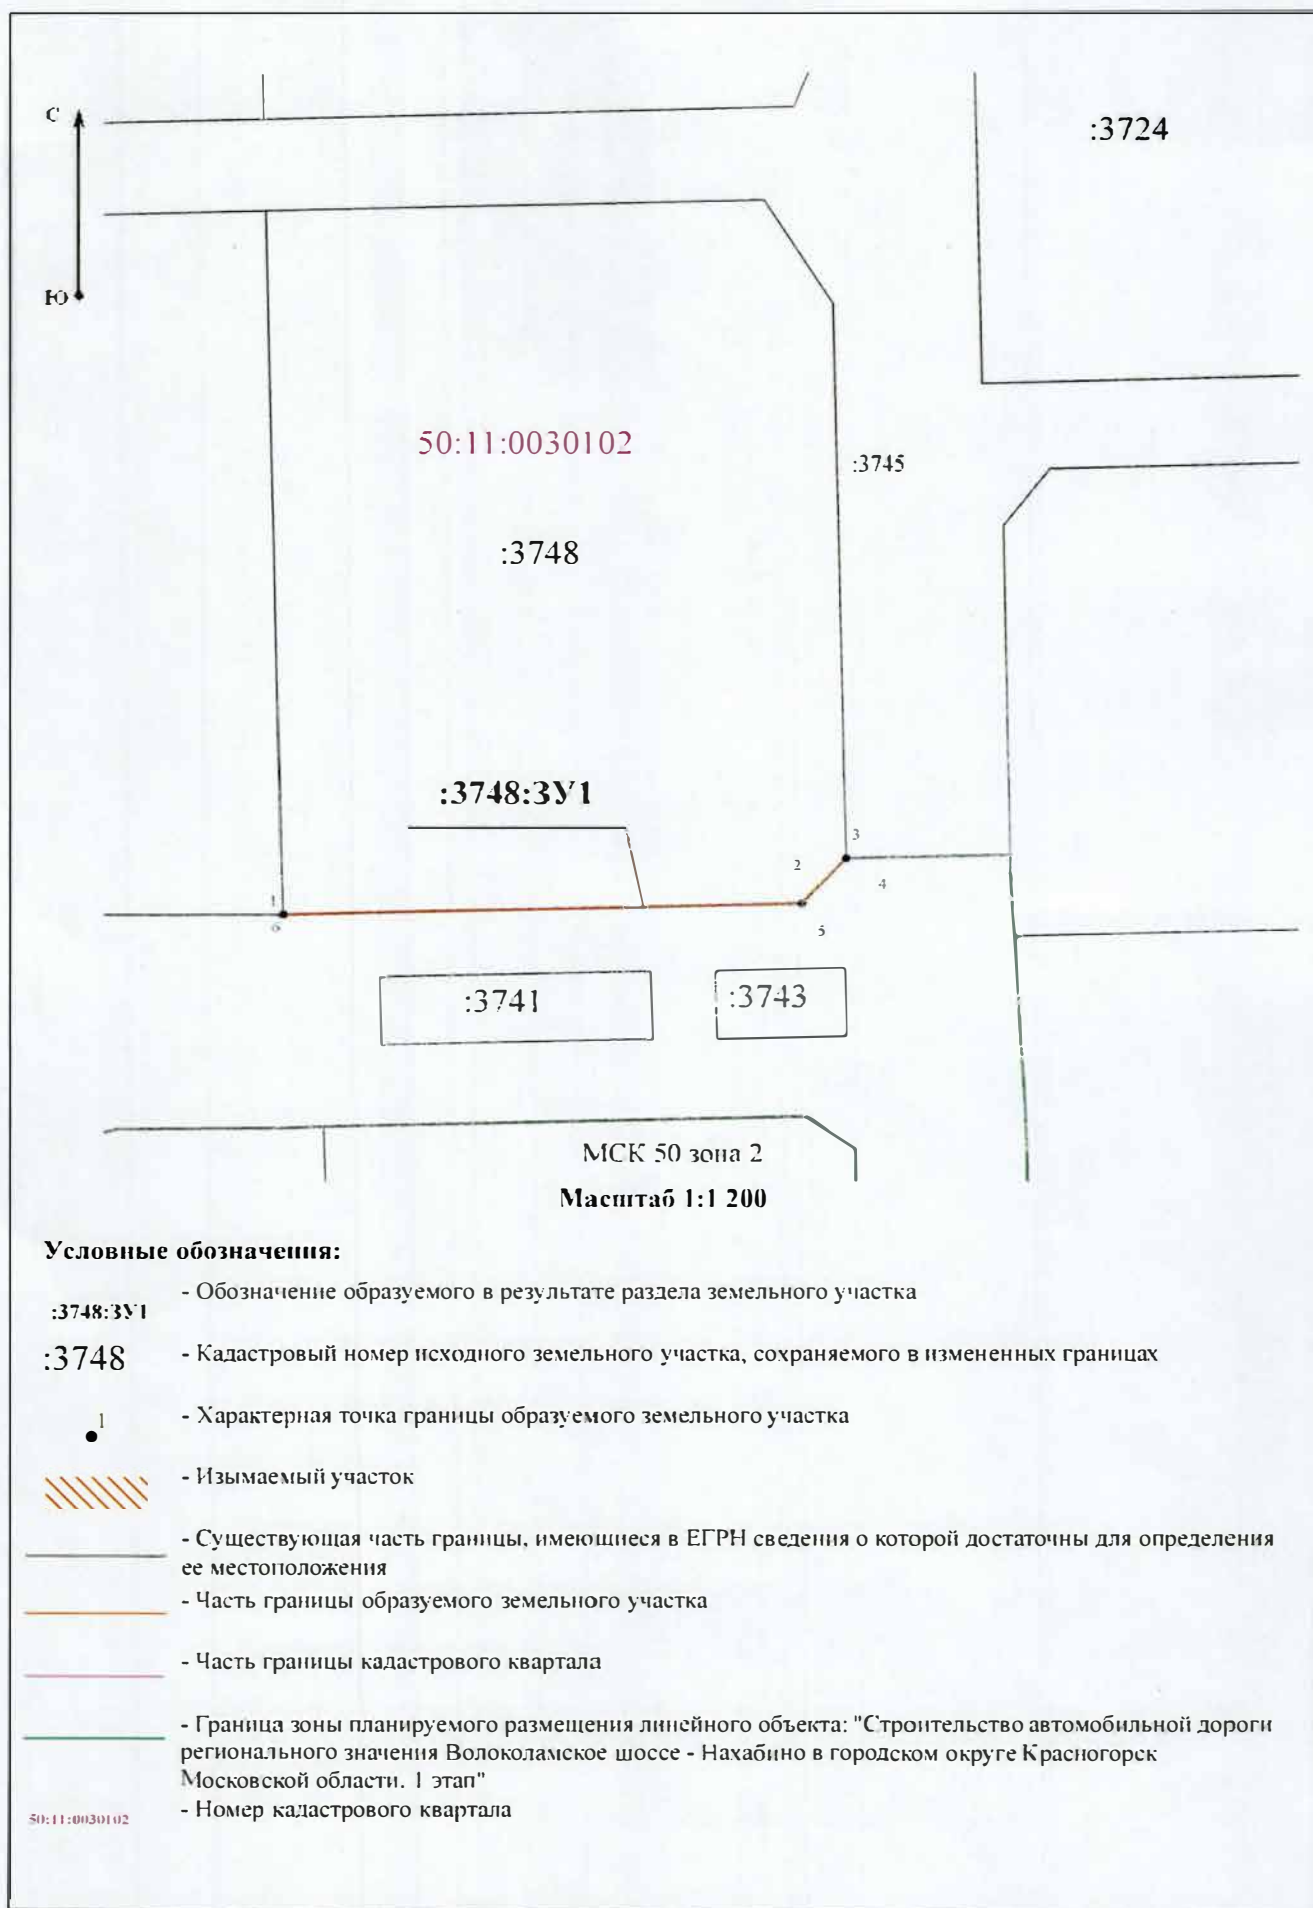 С
:3724
Ю
50:11:0030102
:3745
:3748
:3748:ЗУ1
3
2
4
1
6
5
:3741
:3743
МСК 50 зона 2
Масштаб 1:1 200
Условные обозначения:
:3748:ЗУ1
- Обозначение образуемого в результате раздела земельного участка
:3748
- Кадастровый номер исходного земельного участка, сохраняемого в измененных границах
1
- Характерная точка границы образуемого земельного участка
- Изымаемый участок
- Существующая часть границы, имеющиеся в ЕГРН сведения о которой достаточны для определения
ее местоположения
- Часть границы образуемого земельного участка
- Часть границы кадастрового квартала
- Граница зоны планируемого размещения линейного объекта: "Строительство автомобильной дороги
регионального значения Волоколамское шоссе - Нахабино в городском округе Красногорск
Московской области. 1 этап"
50:11:0030102
- Номер кадастрового квартала